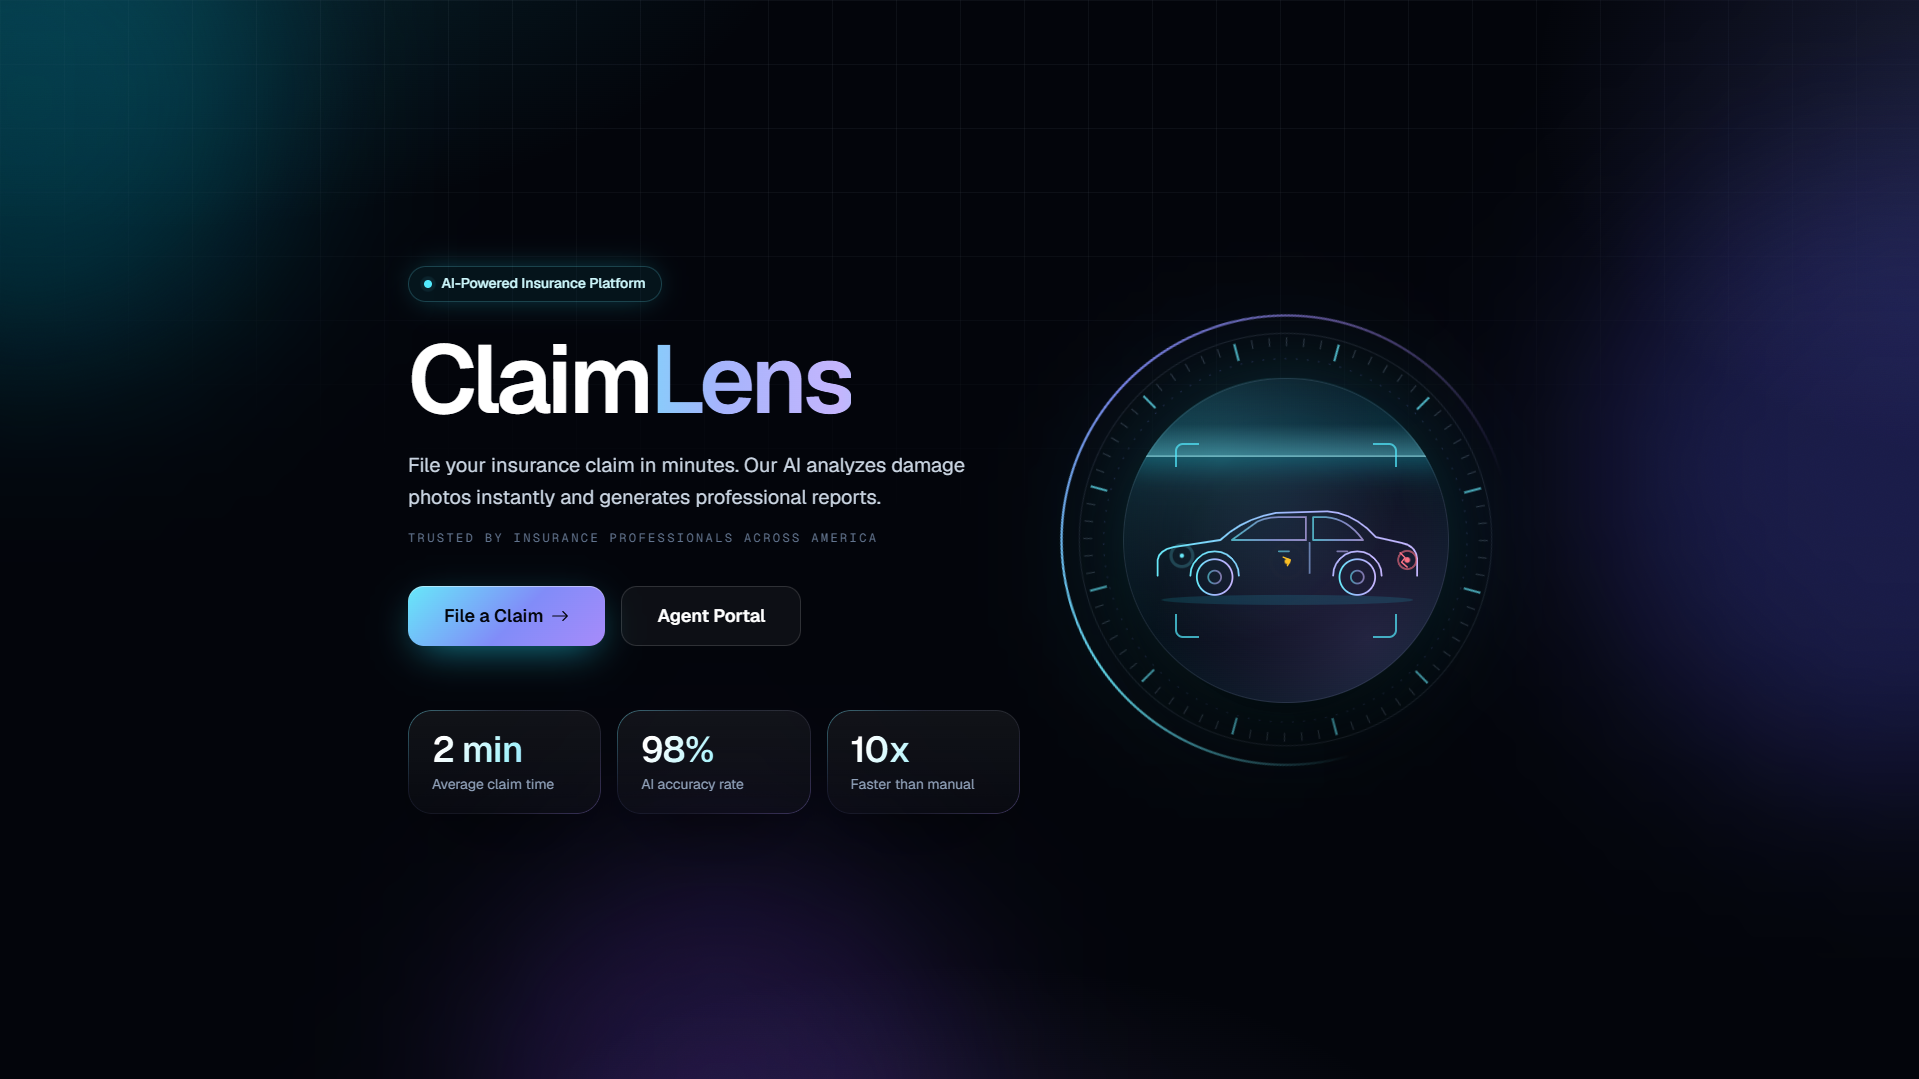 AI-Powered Insurance Platform
ClaimLens
File your insurance claim in minutes. Our AI analyzes damage
photos instantly and generates professional reports.
TRUSTED BY INSURANCE PROFESSIONALS ACROSS AMERICA
File a Claim →
Agent Portal
2 min
Average claim time
98%
AI accuracy rate
10x
Faster than manual